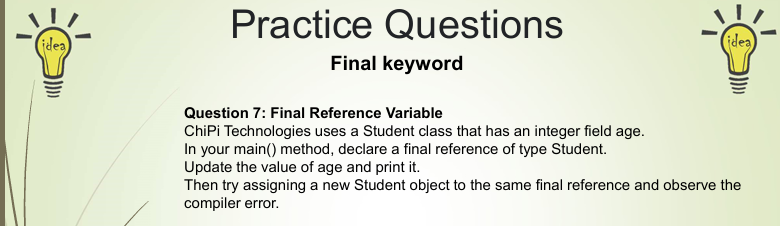 Practice Questions
idea
idea
Final keyword
Question 7: Final Reference Variable
ChiPi Technologies uses a Student class that has an integer field age.
In your main() method, declare a final reference of type Student.
Update the value of age and print it.
Then try assigning a new Student object to the same final reference and observe the
compiler error.